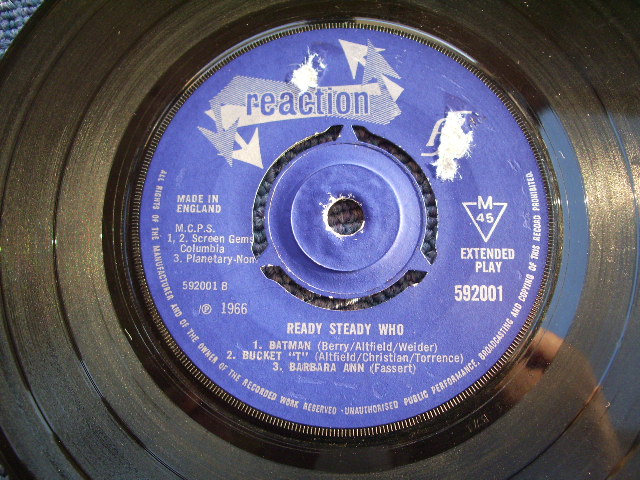 reaction
MADE IN
ENGLAND
M.C.P.S.
1, 2. Screen Gems
Columbia
3. Planetary-Nom
592001 B
℗ 1966
M
45
EXTENDED
PLAY
592001
READY STEADY WHO
1. BATMAN (Berry/Altfield/Weider)
2. BUCKET "T" (Altfield/Christian/Torrence)
3. BARBARA ANN (Fassert)
ALL RIGHTS OF THE MANUFACTURER AND OF THE OWNER OF THE RECORDED WORK RESERVED · UNAUTHORISED PUBLIC PERFORMANCE, BROADCASTING AND COPYING OF THIS RECORD PROHIBITED.